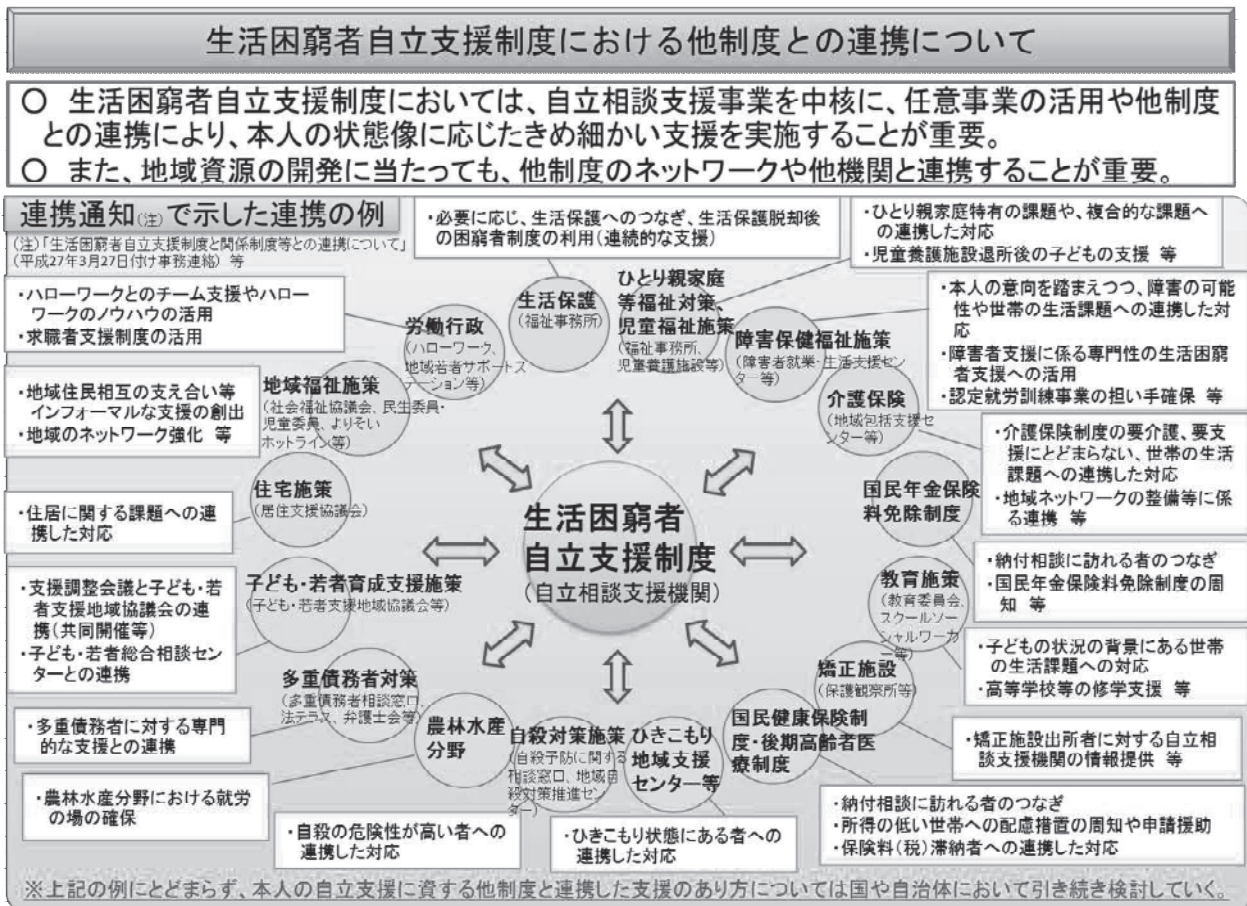 生活困窮者自立支援制度における他制度との連携について
○ 生活困窮者自立支援制度においては、自立相談支援事業を中核に、任意事業の活用や他制度
との連携により、本人の状態像に応じたきめ細かい支援を実施することが重要。
○ また、地域資源の開発に当たっても、他制度のネットワークや他機関と連携することが重要。
連携通知(注)で示した連携の例
(注)「生活困窮者自立支援制度と関係制度等との連携について」
(平成27年3月27日付け事務連絡) 等
・必要に応じ、生活保護へのつなぎ、生活保護脱却後
の困窮者制度の利用(連続的な支援)
・ひとり親家庭特有の課題や、複合的な課題へ
の連携した対応
・児童養護施設退所後の子どもの支援 等
・ハローワークとのチーム支援やハロー
ワークのノウハウの活用
・求職者支援制度の活用
労働行政
(ハローワーク、
地域若者サポートス
テーション等)
生活保護
(福祉事務所)
ひとり親家庭
等福祉対策、
児童福祉施策
(福祉事務所、
児童養護施設等)
障害保健福祉施策
(障害者就業・生活支援セン
ター等)
・本人の意向を踏まえつつ、障害の可能
性や世帯の生活課題への連携した対
応
・障害者支援に係る専門性の生活困窮
者支援への活用
・認定就労訓練事業の担い手確保 等
・地域住民相互の支え合い等
インフォーマルな支援の創出
・地域のネットワーク強化 等
地域福祉施策
(社会福祉協議会、民生委員・
児童委員、よりそい
ホットライン等)
介護保険
(地域包括支援セ
ンター等)
・介護保険制度の要介護、要支
援にとどまらない、世帯の生活
課題への連携した対応
・地域ネットワークの整備等に係
る連携 等
・住居に関する課題への連
携した対応
住宅施策
(居住支援協議会)
生活困窮者
自立支援制度
(自立相談支援機関)
国民年金保険
料免除制度
・納付相談に訪れる者のつなぎ
・国民年金保険料免除制度の周
知 等
・支援調整会議と子ども・若
者支援地域協議会の連
携(共同開催等)
・子ども・若者総合相談セン
ターとの連携
子ども・若者育成支援施策
(子ども・若者支援地域協議会等)
教育施策
(教育委員会、
スクールソー
シャルワーカ
ー等)
・子どもの状況の背景にある世帯
の生活課題への対応
・高等学校等の修学支援 等
・多重債務者に対する専門
的な支援との連携
多重債務者対策
(多重債務者相談窓口、
法テラス、弁護士会等)
矯正施設
(保護観察所等)
・矯正施設出所者に対する自立相
談支援機関の情報提供 等
・農林水産分野における就労
の場の確保
農林水産
分野
自殺対策施策
(自殺予防に関する
相談窓口、地域自
殺対策推進セン
ター)
ひきこもり
地域支援
センター等
国民健康保険制
度・後期高齢者医
療制度
・自殺の危険性が高い者への
連携した対応
・ひきこもり状態にある者への
連携した対応
・納付相談に訪れる者のつなぎ
・所得の低い世帯への配慮措置の周知や申請援助
・保険料(税)滞納者への連携した対応
※上記の例にとどまらず、本人の自立支援に資する他制度と連携した支援のあり方については国や自治体において引き続き検討していく。